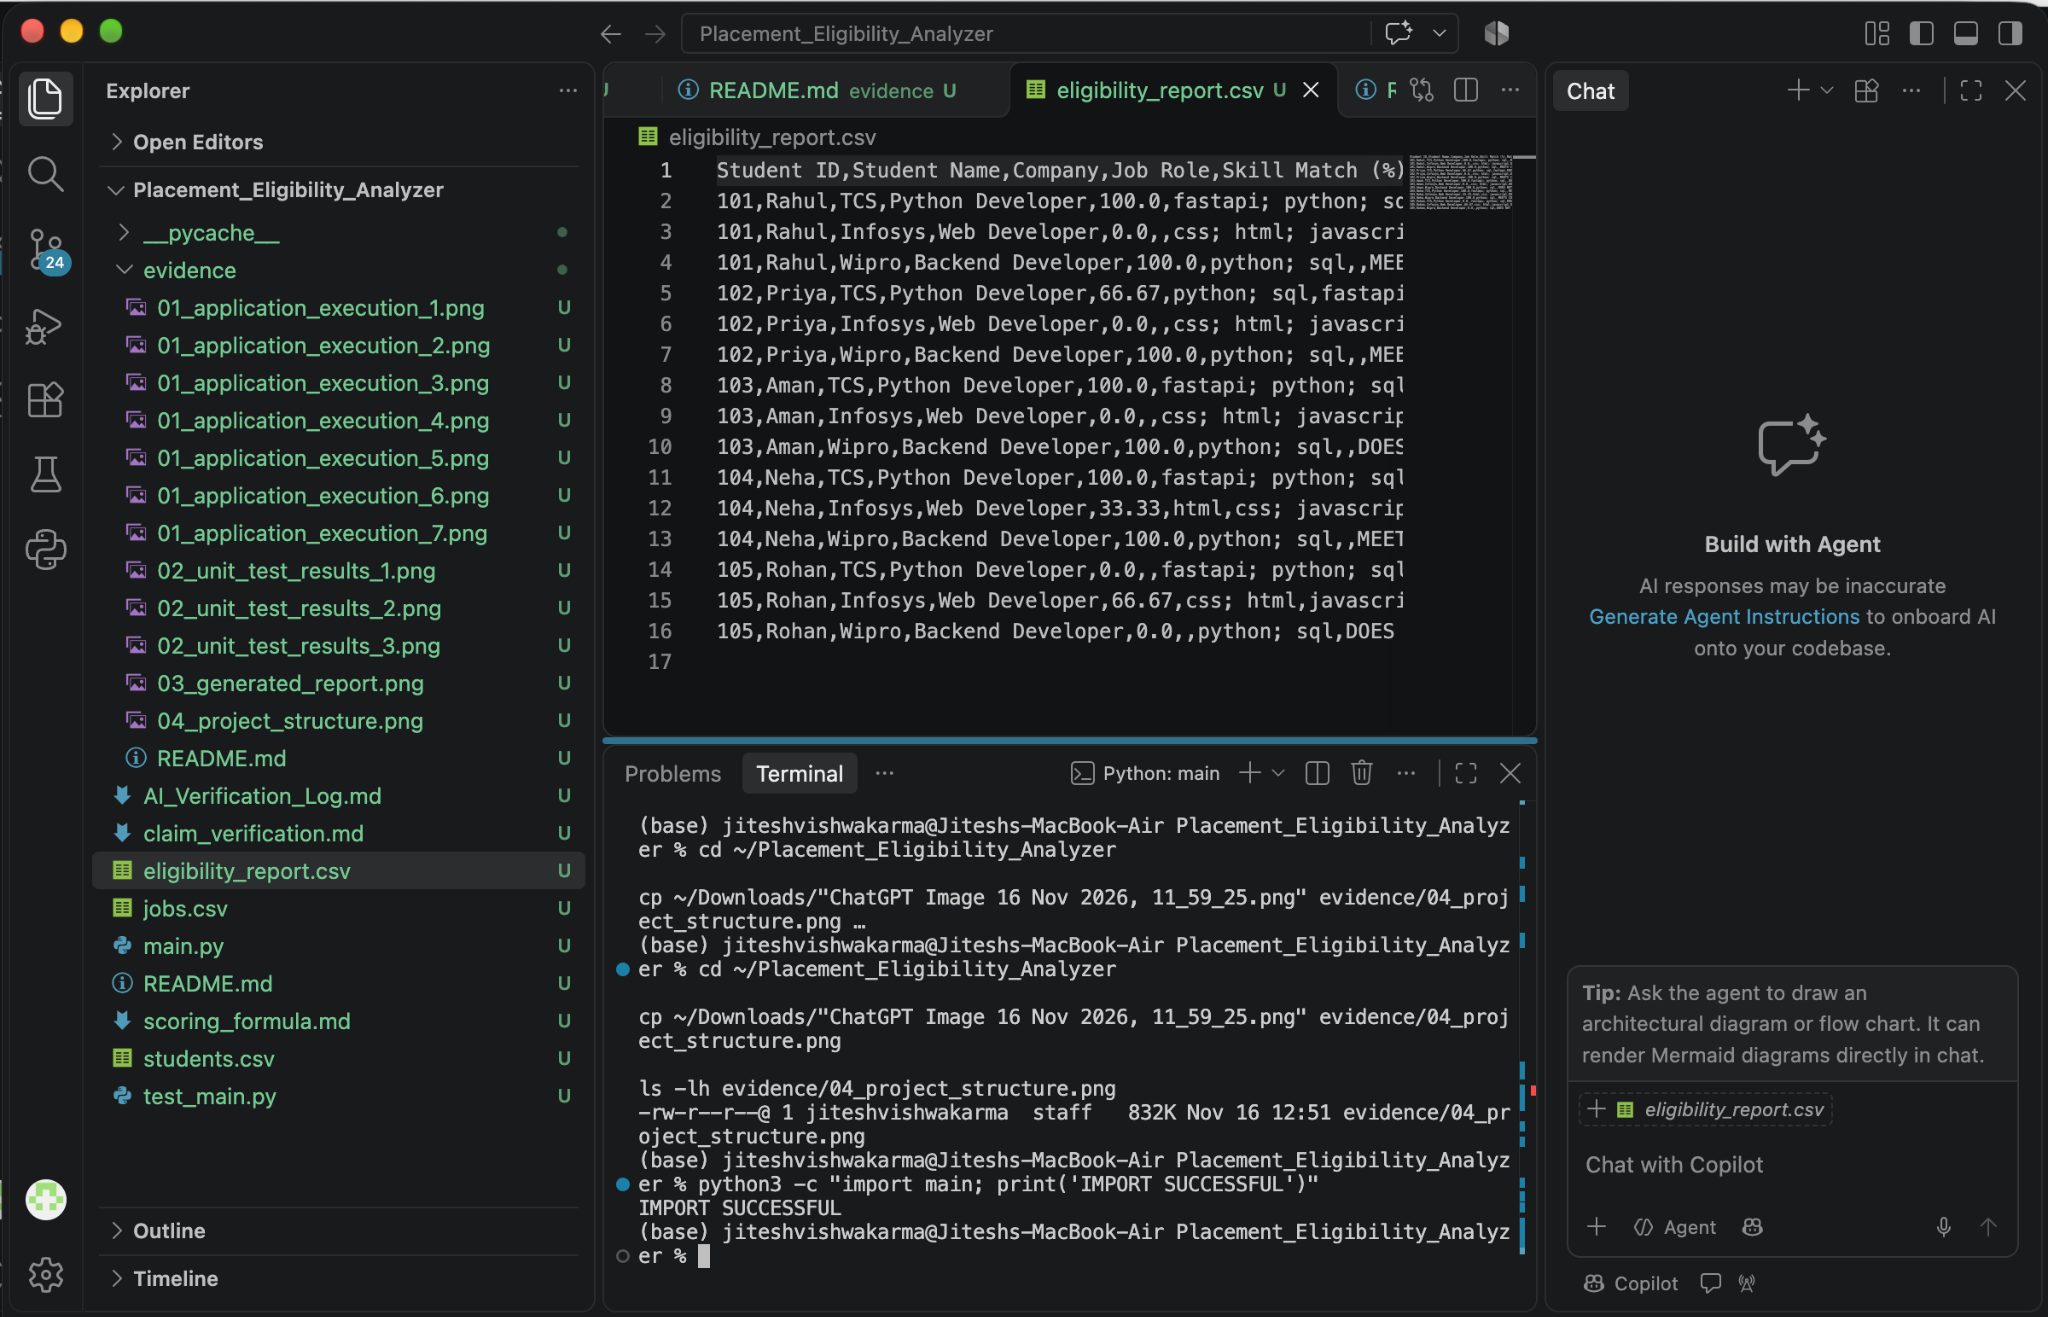 Placement_Eligibility_Analyzer
Explorer
Open Editors
Placement_Eligibility_Analyzer
__pycache__
evidence
01_application_execution_1.png U
01_application_execution_2.png U
01_application_execution_3.png U
01_application_execution_4.png U
01_application_execution_5.png U
01_application_execution_6.png U
01_application_execution_7.png U
02_unit_test_results_1.png U
02_unit_test_results_2.png U
02_unit_test_results_3.png U
03_generated_report.png U
04_project_structure.png U
README.md U
AI_Verification_Log.md U
claim_verification.md U
eligibility_report.csv U
jobs.csv U
main.py U
README.md U
scoring_formula.md U
students.csv U
test_main.py U
Outline
Timeline
24
README.md evidence U
eligibility_report.csv U
eligibility_report.csv
1 Student ID,Student Name,Company,Job Role,Skill Match (%)
2 101,Rahul,TCS,Python Developer,100.0,fastapi; python; sq
3 101,Rahul,Infosys,Web Developer,0.0,,css; html; javascri
4 101,Rahul,Wipro,Backend Developer,100.0,python; sql,,MEE
5 102,Priya,TCS,Python Developer,66.67,python; sql,fastapi
6 102,Priya,Infosys,Web Developer,0.0,,css; html; javascri
7 102,Priya,Wipro,Backend Developer,100.0,python; sql,,MEE
8 103,Aman,TCS,Python Developer,100.0,fastapi; python; sql
9 103,Aman,Infosys,Web Developer,0.0,,css; html; javascrip
10 103,Aman,Wipro,Backend Developer,100.0,python; sql,,DOES
11 104,Neha,TCS,Python Developer,100.0,fastapi; python; sql
12 104,Neha,Infosys,Web Developer,33.33,html,css; javascrip
13 104,Neha,Wipro,Backend Developer,100.0,python; sql,,MEET
14 105,Rohan,TCS,Python Developer,0.0,,fastapi; python; sql
15 105,Rohan,Infosys,Web Developer,66.67,css; html,javascri
16 105,Rohan,Wipro,Backend Developer,0.0,,python; sql,DOES
17
Problems Terminal Python: main
(base) jiteshvishwakarma@Jiteshs-MacBook-Air Placement_Eligibility_Analyz
er % cd ~/Placement_Eligibility_Analyzer
cp ~/Downloads/"ChatGPT Image 16 Nov 2026, 11_59_25.png" evidence/04_proj
ect_structure.png …
(base) jiteshvishwakarma@Jiteshs-MacBook-Air Placement_Eligibility_Analyz
er % cd ~/Placement_Eligibility_Analyzer
cp ~/Downloads/"ChatGPT Image 16 Nov 2026, 11_59_25.png" evidence/04_proj
ect_structure.png
ls -lh evidence/04_project_structure.png
-rw-r--r--@ 1 jiteshvishwakarma  staff   832K Nov 16 12:51 evidence/04_pr
oject_structure.png
(base) jiteshvishwakarma@Jiteshs-MacBook-Air Placement_Eligibility_Analyz
er % python3 -c "import main; print('IMPORT SUCCESSFUL')"
IMPORT SUCCESSFUL
(base) jiteshvishwakarma@Jiteshs-MacBook-Air Placement_Eligibility_Analyz
er %
Chat
Build with Agent
AI responses may be inaccurate
Generate Agent Instructions to onboard AI
onto your codebase.
Tip: Ask the agent to draw an
architectural diagram or flow chart. It can
render Mermaid diagrams directly in chat.
eligibility_report.csv
Chat with Copilot
Agent
Copilot